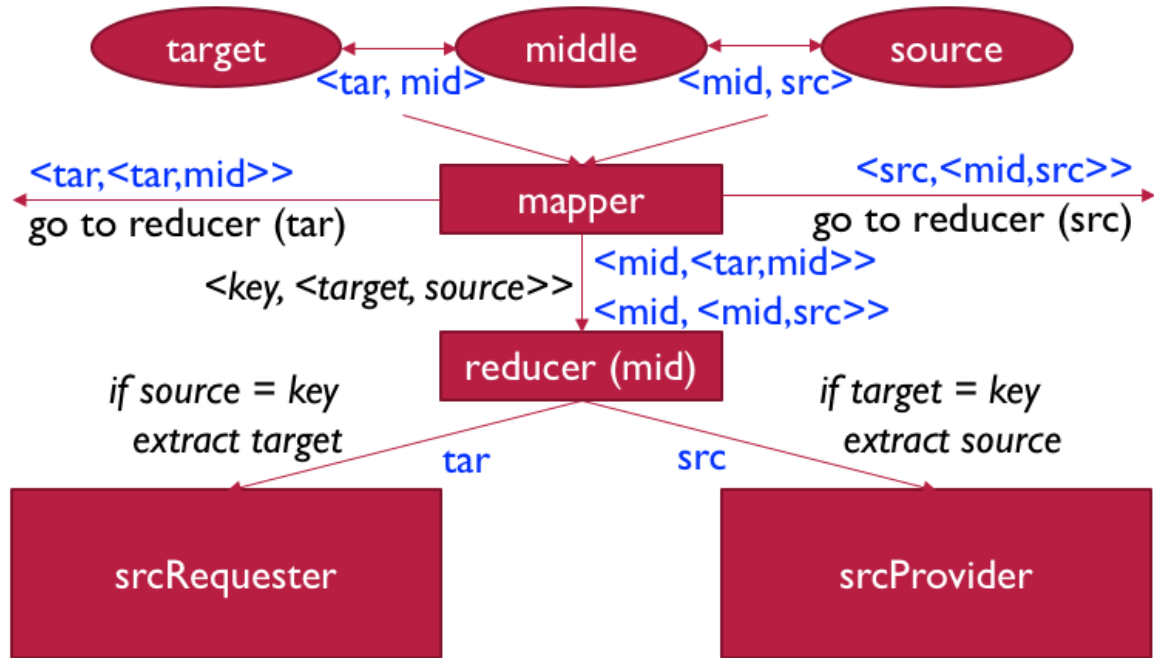 target
middle
source
<tar, mid>
<mid, src>
<tar,<tar,mid>>
go to reducer (tar)
mapper
<src,<mid,src>>
go to reducer (src)
<key, <target, source>>
<mid,<tar,mid>>
<mid, <mid,src>>
reducer (mid)
if source = key
extract target
if target = key
extract source
tar
src
srcRequester
srcProvider